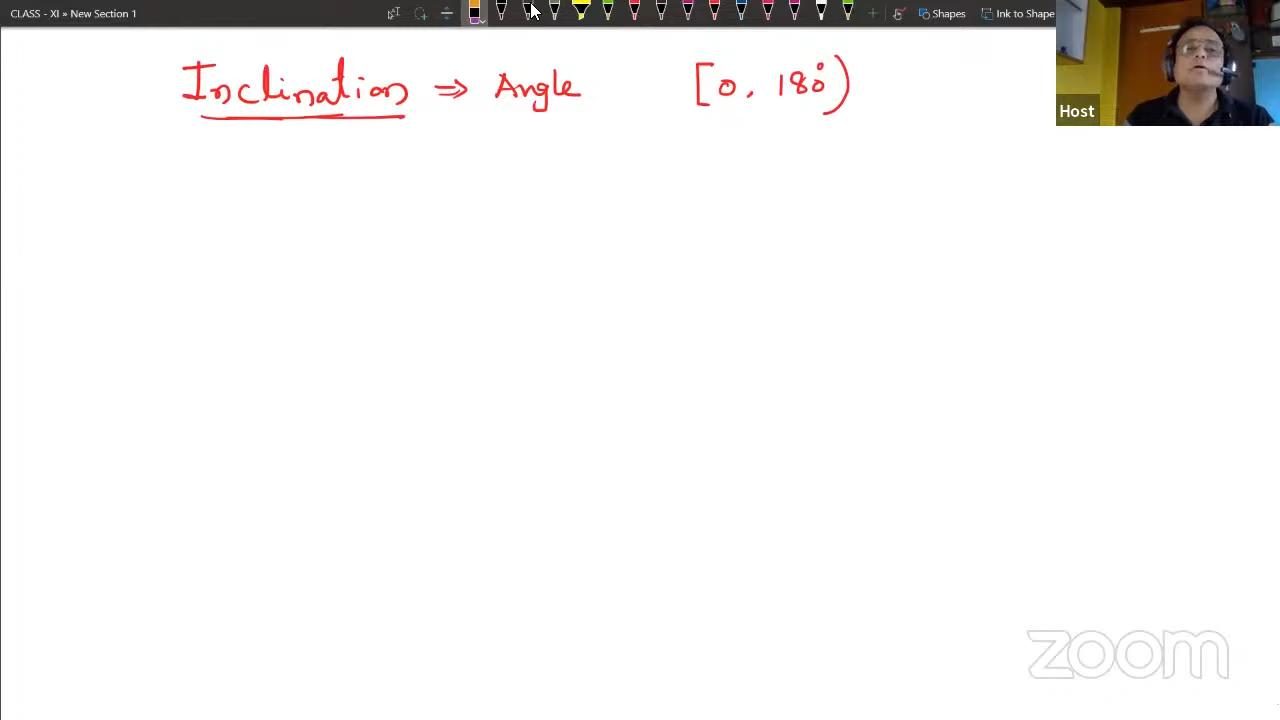 CLASS - XI » New Section 1
Shapes
Ink to Shape
Host
Inclination ⇒ Angle [0, 180°)
zoom